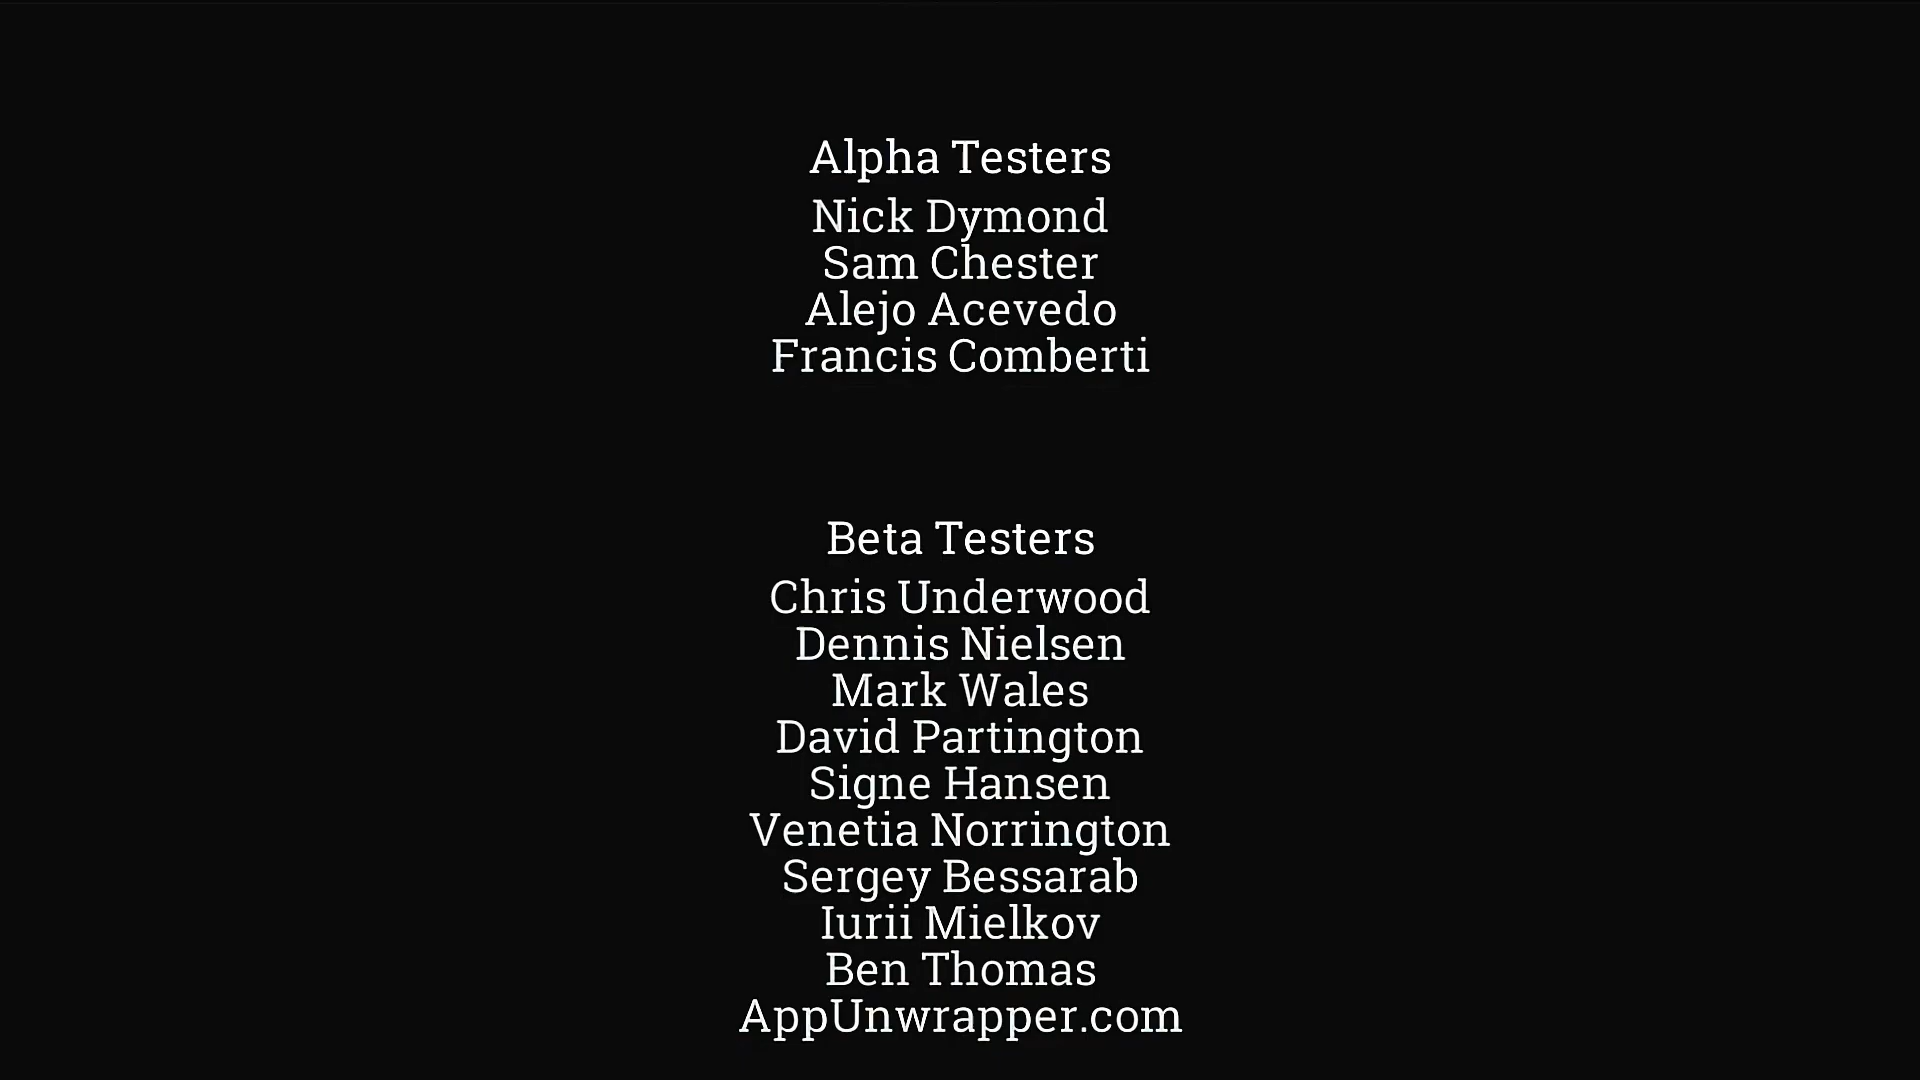 Alpha Testers
Nick Dymond
Sam Chester
Alejo Acevedo
Francis Comberti
Beta Testers
Chris Underwood
Dennis Nielsen
Mark Wales
David Partington
Signe Hansen
Venetia Norrington
Sergey Bessarab
Iurii Mielkov
Ben Thomas
AppUnwrapper.com